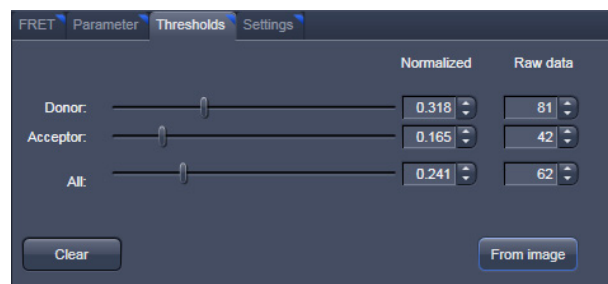 FRET Parameter Thresholds Settings
Normalized Raw data
Donor: 0.318 81
Acceptor: 0.165 42
All: 0.241 62
Clear From image